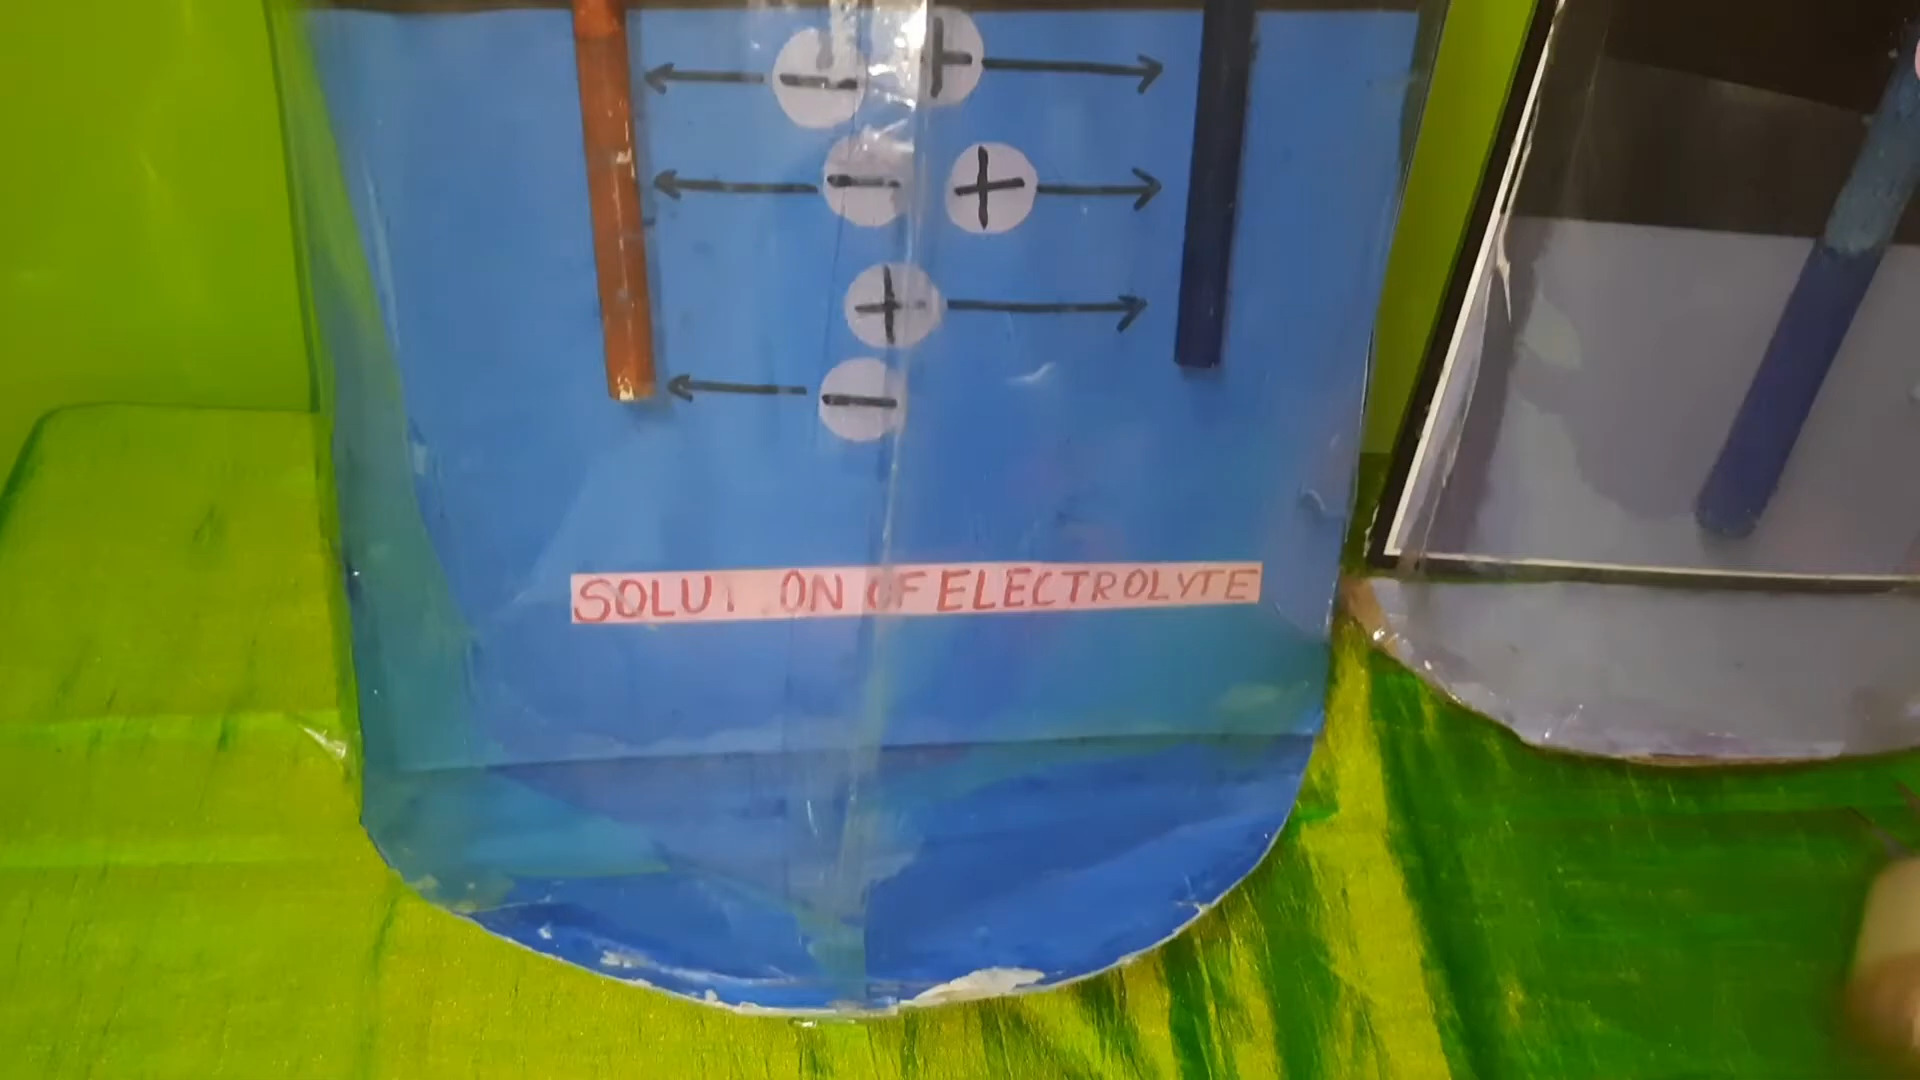 − +
− +
+
−
SOLUT ON OF ELECTROLYTE